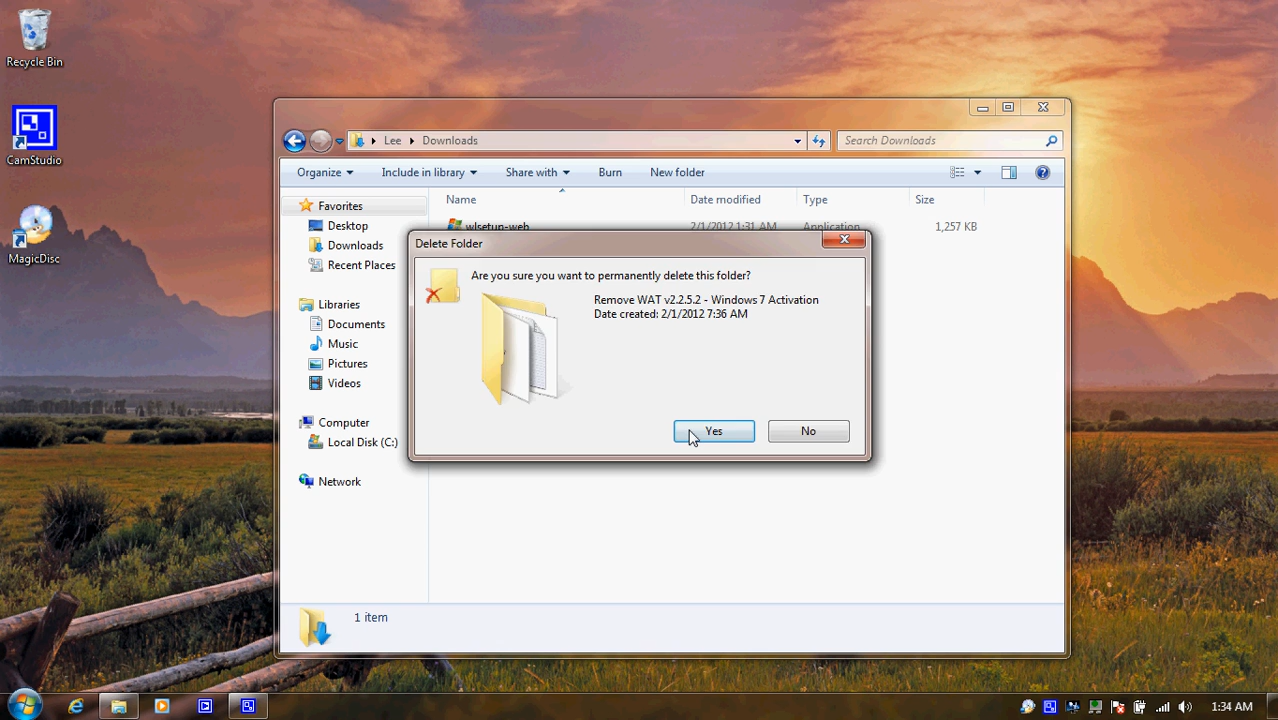 Recycle Bin
CamStudio
MagicDisc
Lee
Downloads
Search Downloads
Organize
Include in library
Share with
Burn
New folder
Name
Date modified
Type
Size
Favorites
Desktop
Downloads
Recent Places
Libraries
Documents
Music
Pictures
Videos
Computer
Local Disk (C:)
Network
wlsetup-web
2/1/2012 1:31 AM
Application
1,257 KB
Delete Folder
Are you sure you want to permanently delete this folder?
Remove WAT v2.2.5.2 - Windows 7 Activation
Date created: 2/1/2012 7:36 AM
Yes
No
1 item
1:34 AM